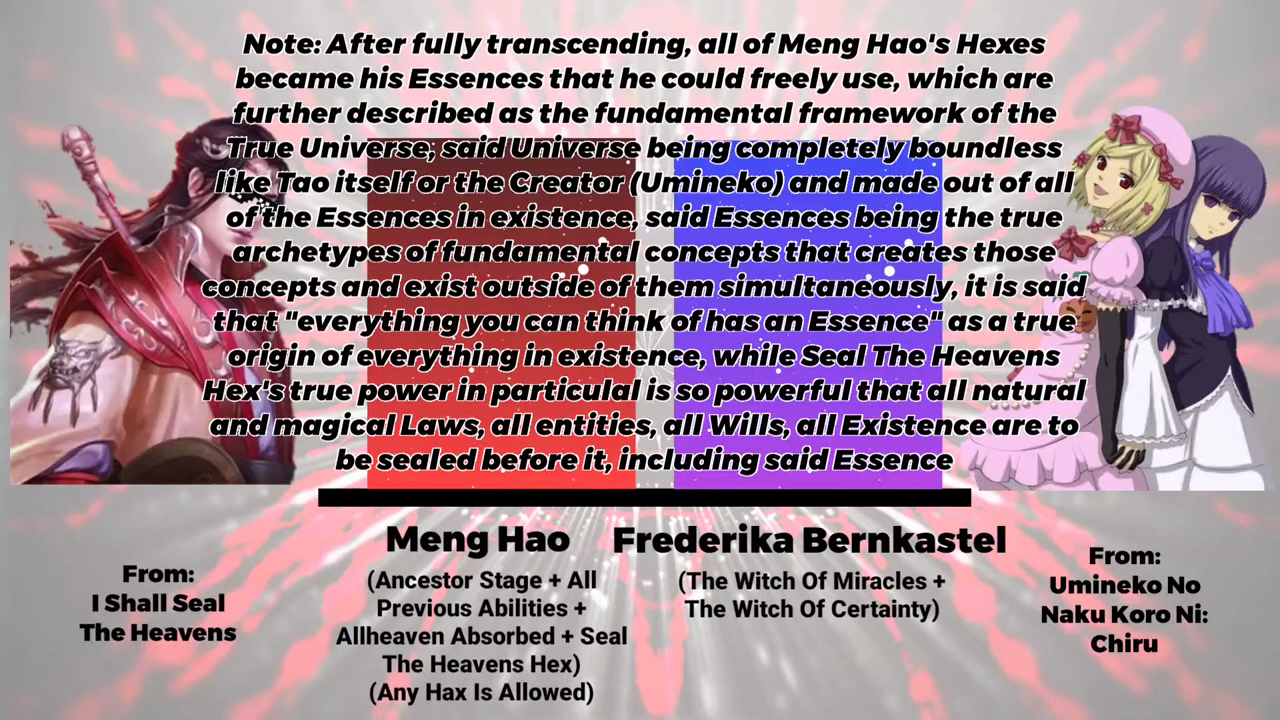 Note: After fully transcending, all of Meng Hao's Hexes
became his Essences that he could freely use, which are
further described as the fundamental framework of the
True Universe; said Universe being completely boundless
like Tao itself or the Creator (Umineko) and made out of all
of the Essences in existence, said Essences being the true
archetypes of fundamental concepts that creates those
concepts and exist outside of them simultaneously, it is said
that "everything you can think of has an Essence" as a true
origin of everything in existence, while Seal The Heavens
Hex's true power in particulal is so powerful that all natural
and magical Laws, all entities, all Wills, all Existence are to
be sealed before it, including said Essence
Meng Hao
(Ancestor Stage + All
Previous Abilities +
Allheaven Absorbed + Seal
The Heavens Hex)
(Any Hax Is Allowed)
Frederika Bernkastel
(The Witch Of Miracles +
The Witch Of Certainty)
From:
I Shall Seal
The Heavens
From:
Umineko No
Naku Koro Ni:
Chiru